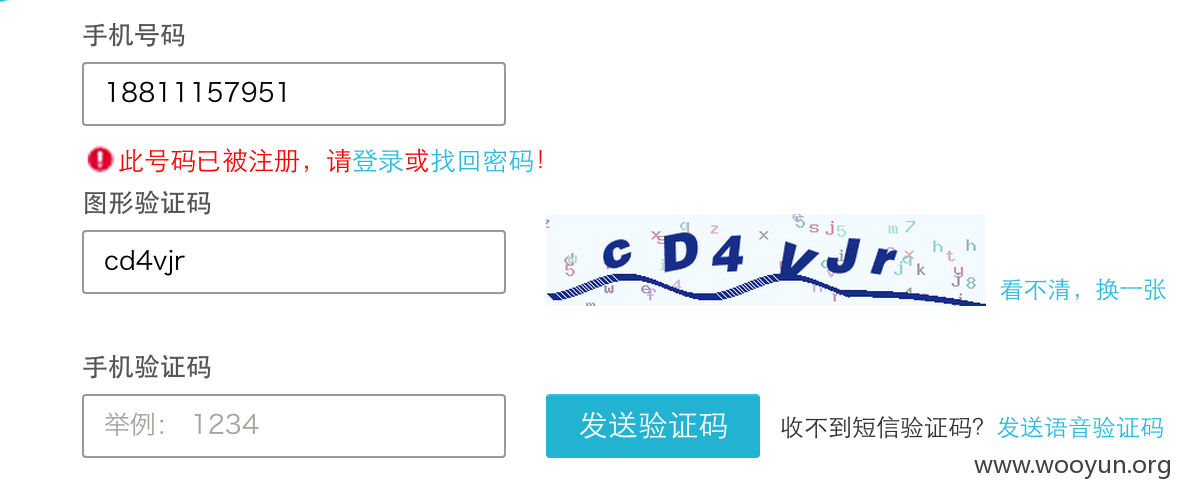 手机号码
18811157951
此号码已被注册，请登录或找回密码！
图形验证码
cd4vjr
cD4vJr
看不清，换一张
手机验证码
举例： 1234
发送验证码
收不到短信验证码？ 发送语音验证码
www.wooyun.org